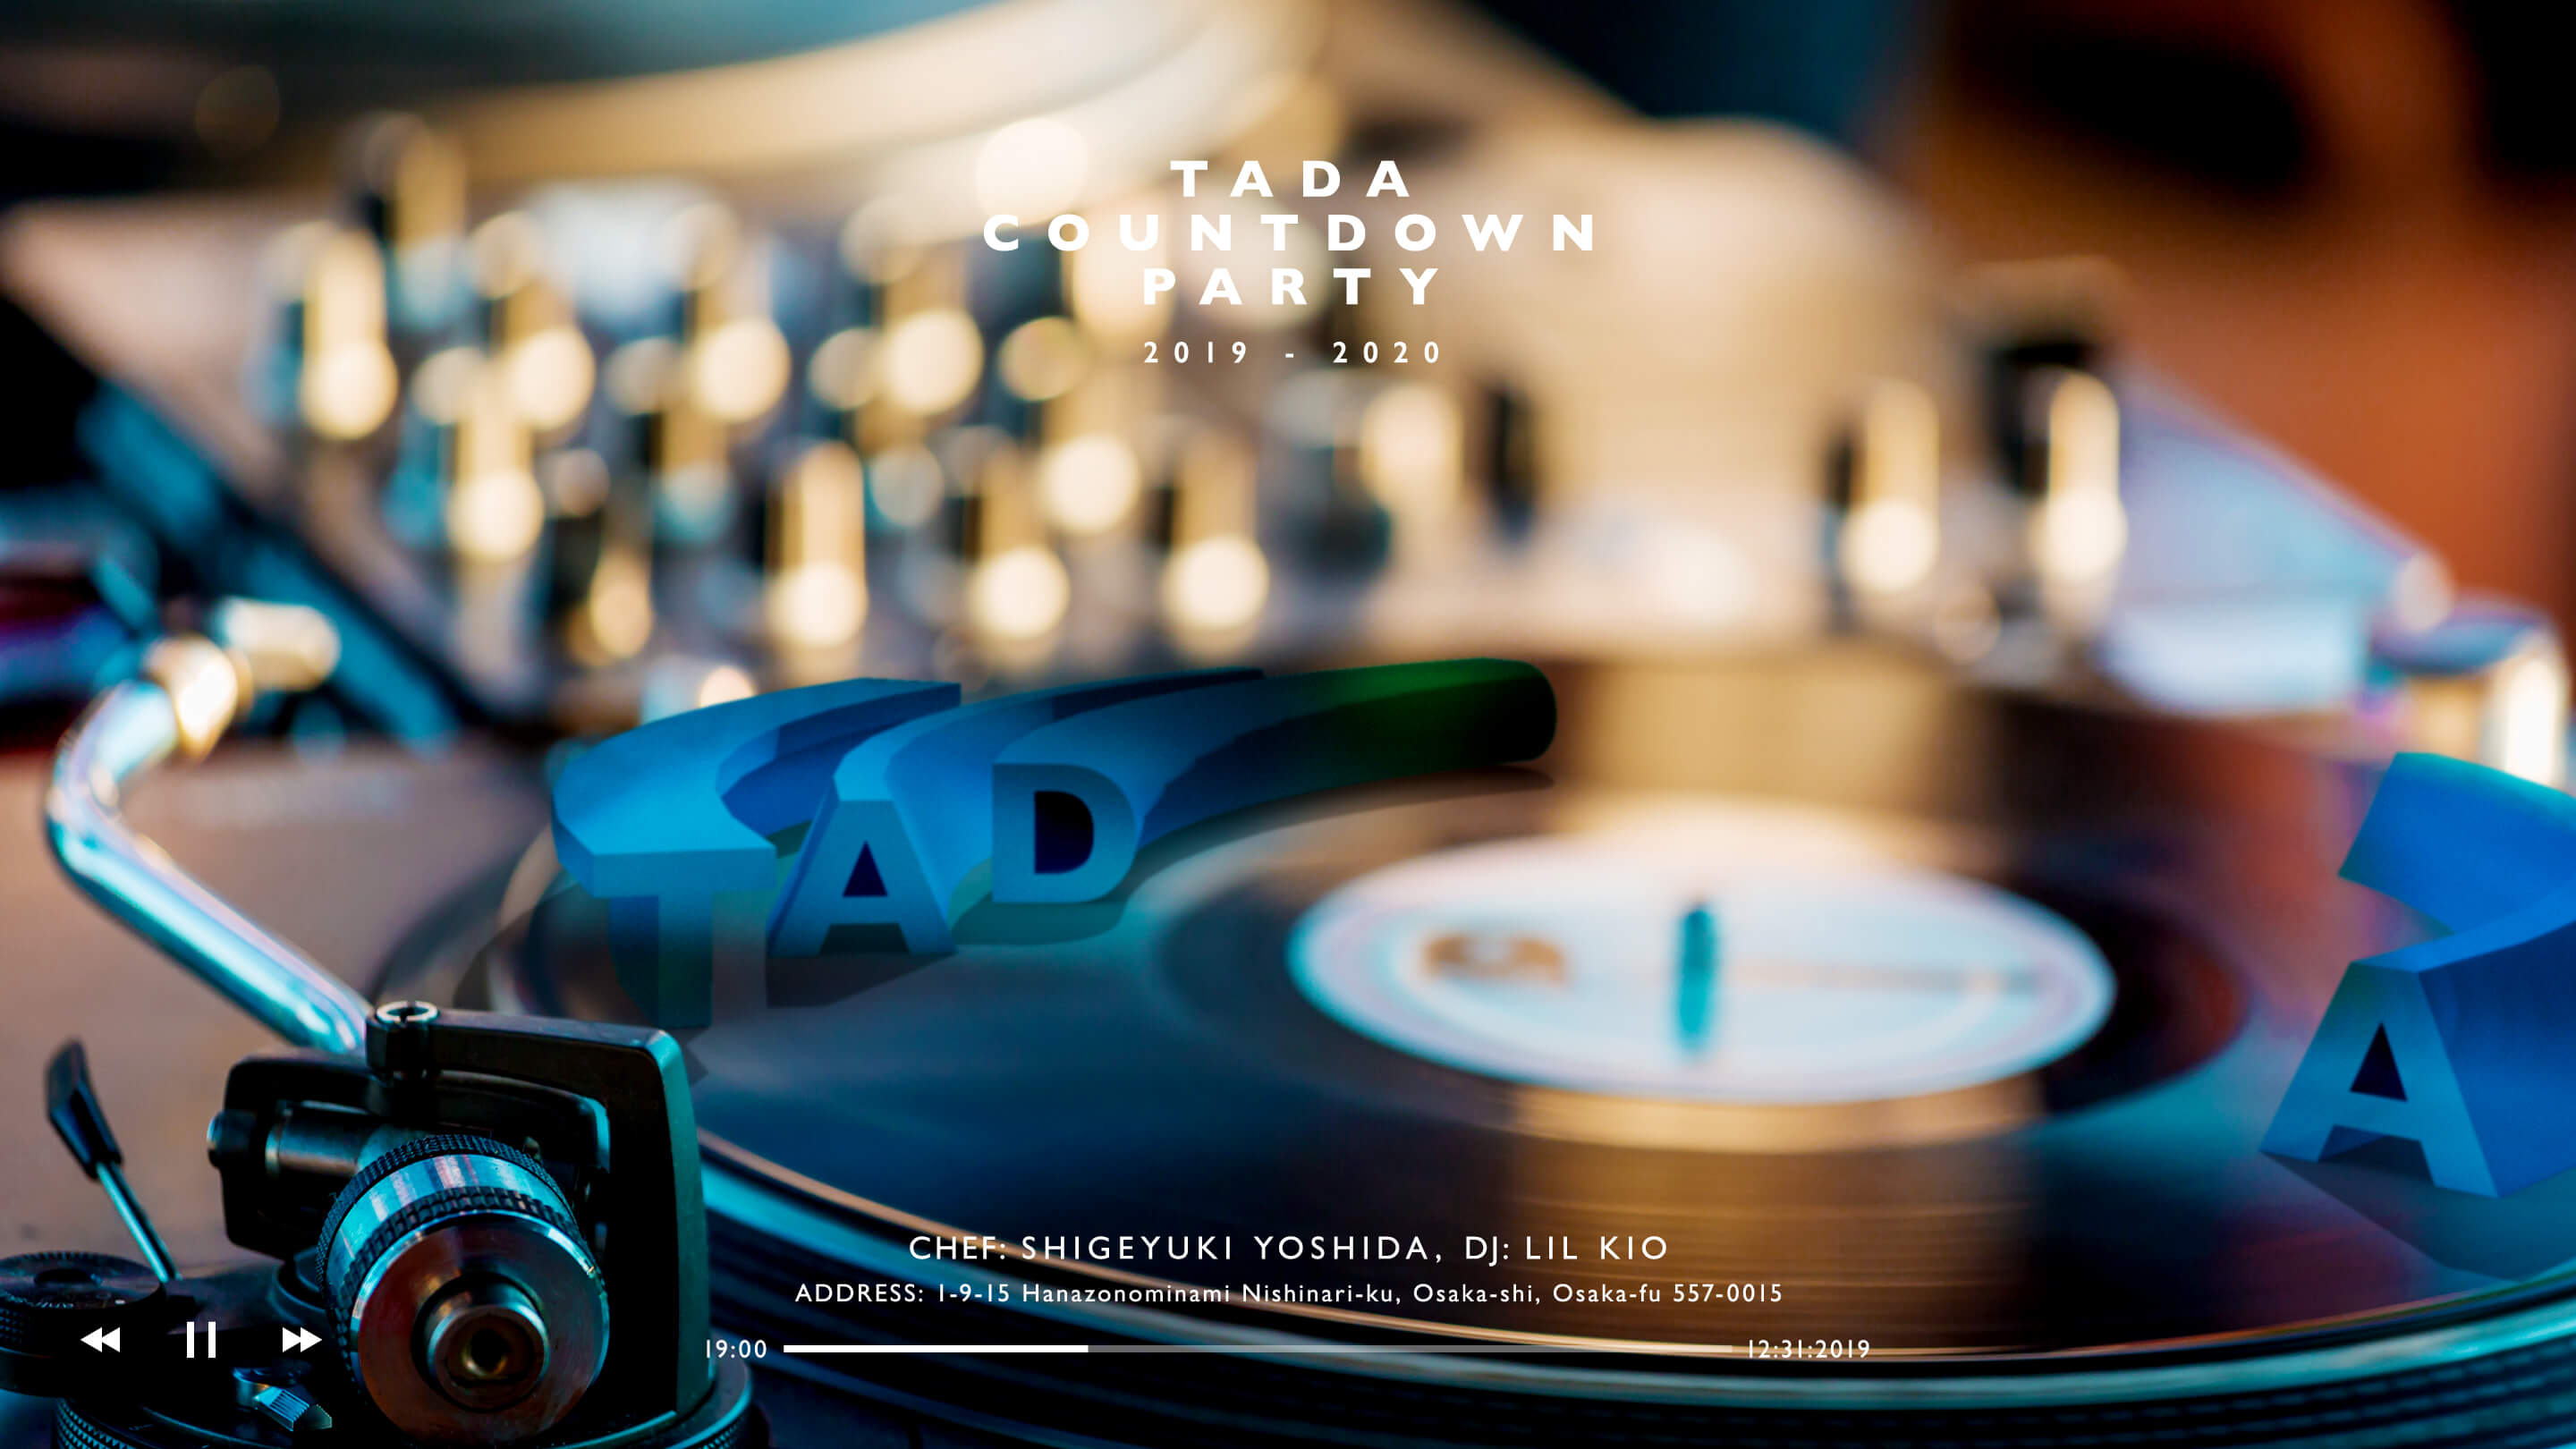 TADA
COUNTDOWN
PARTY
2019 - 2020
TADA
CHEF: SHIGEYUKI YOSHIDA, DJ: LIL KIO
ADDRESS: 1-9-15 Hanazonominami Nishinari-ku, Osaka-shi, Osaka-fu 557-0015
19:00
12:31:2019